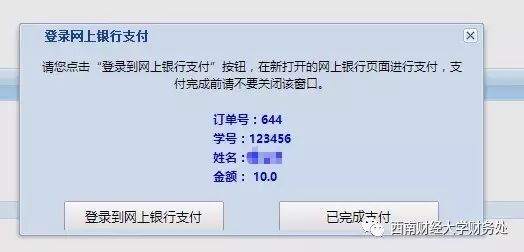 登录网上银行支付
请您点击“登录到网上银行支付”按钮，在新打开的网上银行页面进行支付，支
付完成前请不要关闭该窗口。
订单号：644
学号：123456
姓名：
金额： 10.0
登录到网上银行支付 已完成支付
西南财经大学财务处